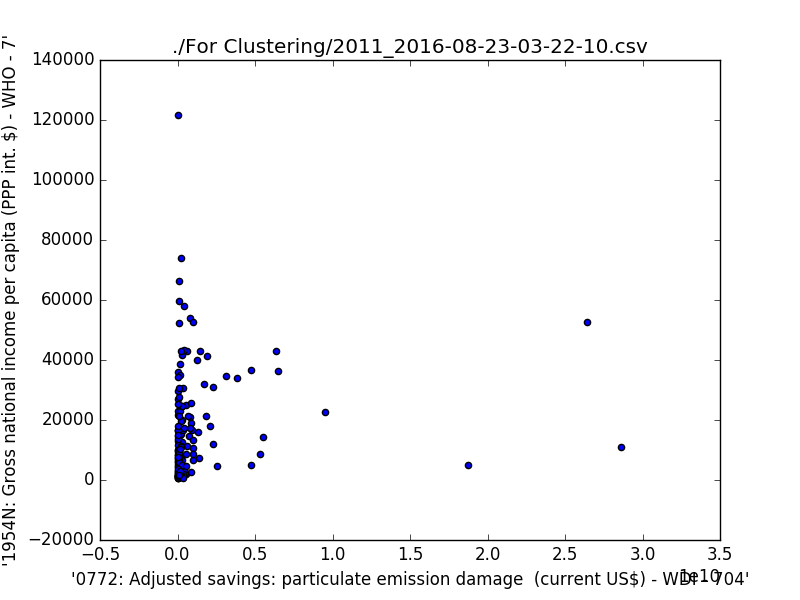 ./For Clustering/2011_2016-08-23-03-22-10.csv
'1954N: Gross national income per capita (PPP int. $) - WHO - 7'
140000
120000
100000
80000
60000
40000
20000
0
−20000
−0.5 0.0 0.5 1.0 1.5 2.0 2.5 3.0 3.5
1e10
'0772: Adjusted savings: particulate emission damage (current US$) - WDI - 704'